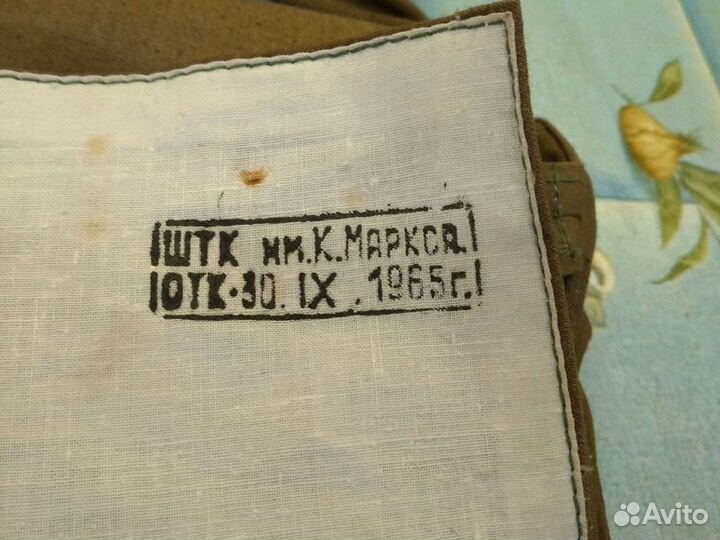 ШТК им. К. Маркса.
ОТК. 30. IX. 1965г.
Avito